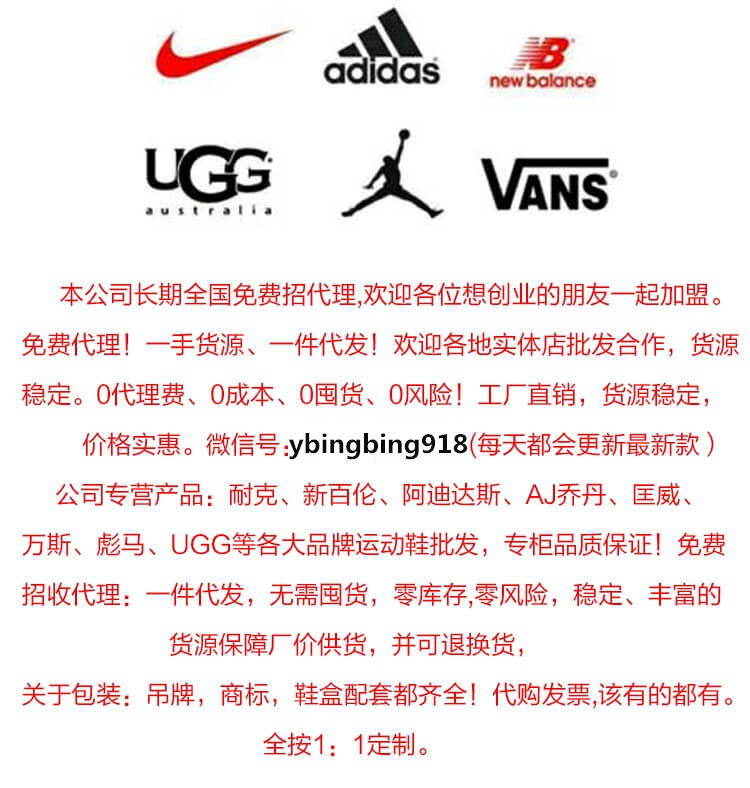 adidas
new balance
UGG
australia
VANS
本公司长期全国免费招代理,欢迎各位想创业的朋友一起加盟。
免费代理！一手货源、一件代发！欢迎各地实体店批发合作，货源
稳定。0代理费、0成本、0囤货、0风险！工厂直销，货源稳定，
价格实惠。微信号:ybingbing918(每天都会更新最新款）
公司专营产品：耐克、新百伦、阿迪达斯、AJ乔丹、匡威、
万斯、彪马、UGG等各大品牌运动鞋批发，专柜品质保证！免费
招收代理：一件代发，无需囤货，零库存,零风险，稳定、丰富的
货源保障厂价供货，并可退换货，
关于包装：吊牌，商标，鞋盒配套都齐全！代购发票,该有的都有。
全按1：1定制。